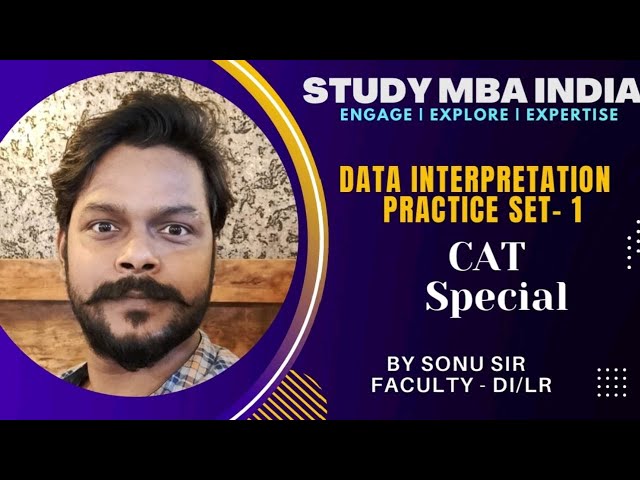 STUDY MBA INDIA
ENGAGE | EXPLORE | EXPERTISE
DATA INTERPRETATION
PRACTICE SET- 1
CAT
Special
BY SONU SIR
FACULTY - DI/LR